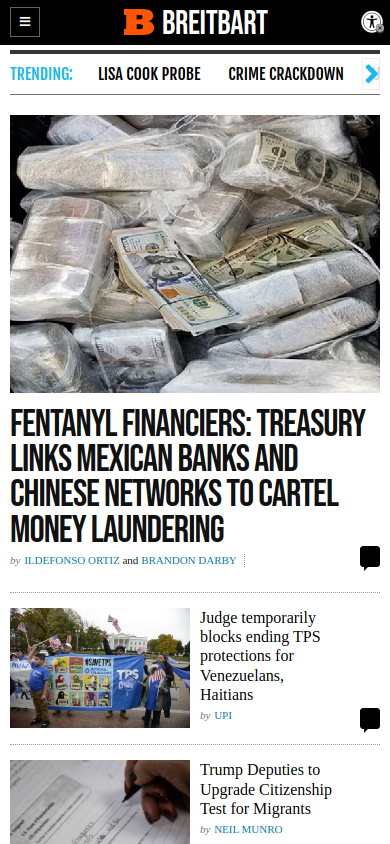 B BREITBART
TRENDING: LISA COOK PROBE CRIME CRACKDOWN
FENTANYL FINANCIERS: TREASURY
LINKS MEXICAN BANKS AND
CHINESE NETWORKS TO CARTEL
MONEY LAUNDERING
by ILDEFONSO ORTIZ and BRANDON DARBY
#SAVETPS
TPS
Judge temporarily
blocks ending TPS
protections for
Venezuelans,
Haitians
by UPI
Trump Deputies to
Upgrade Citizenship
Test for Migrants
by NEIL MUNRO